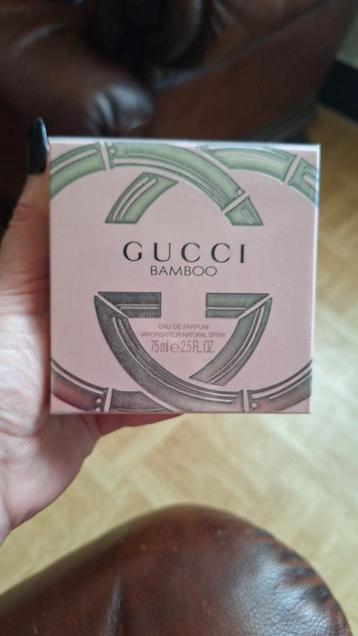 GUCCI
BAMBOO
EAU DE PARFUM
VAPORISATEUR NATURAL SPRAY
75 ml e 2.5 FL.OZ.